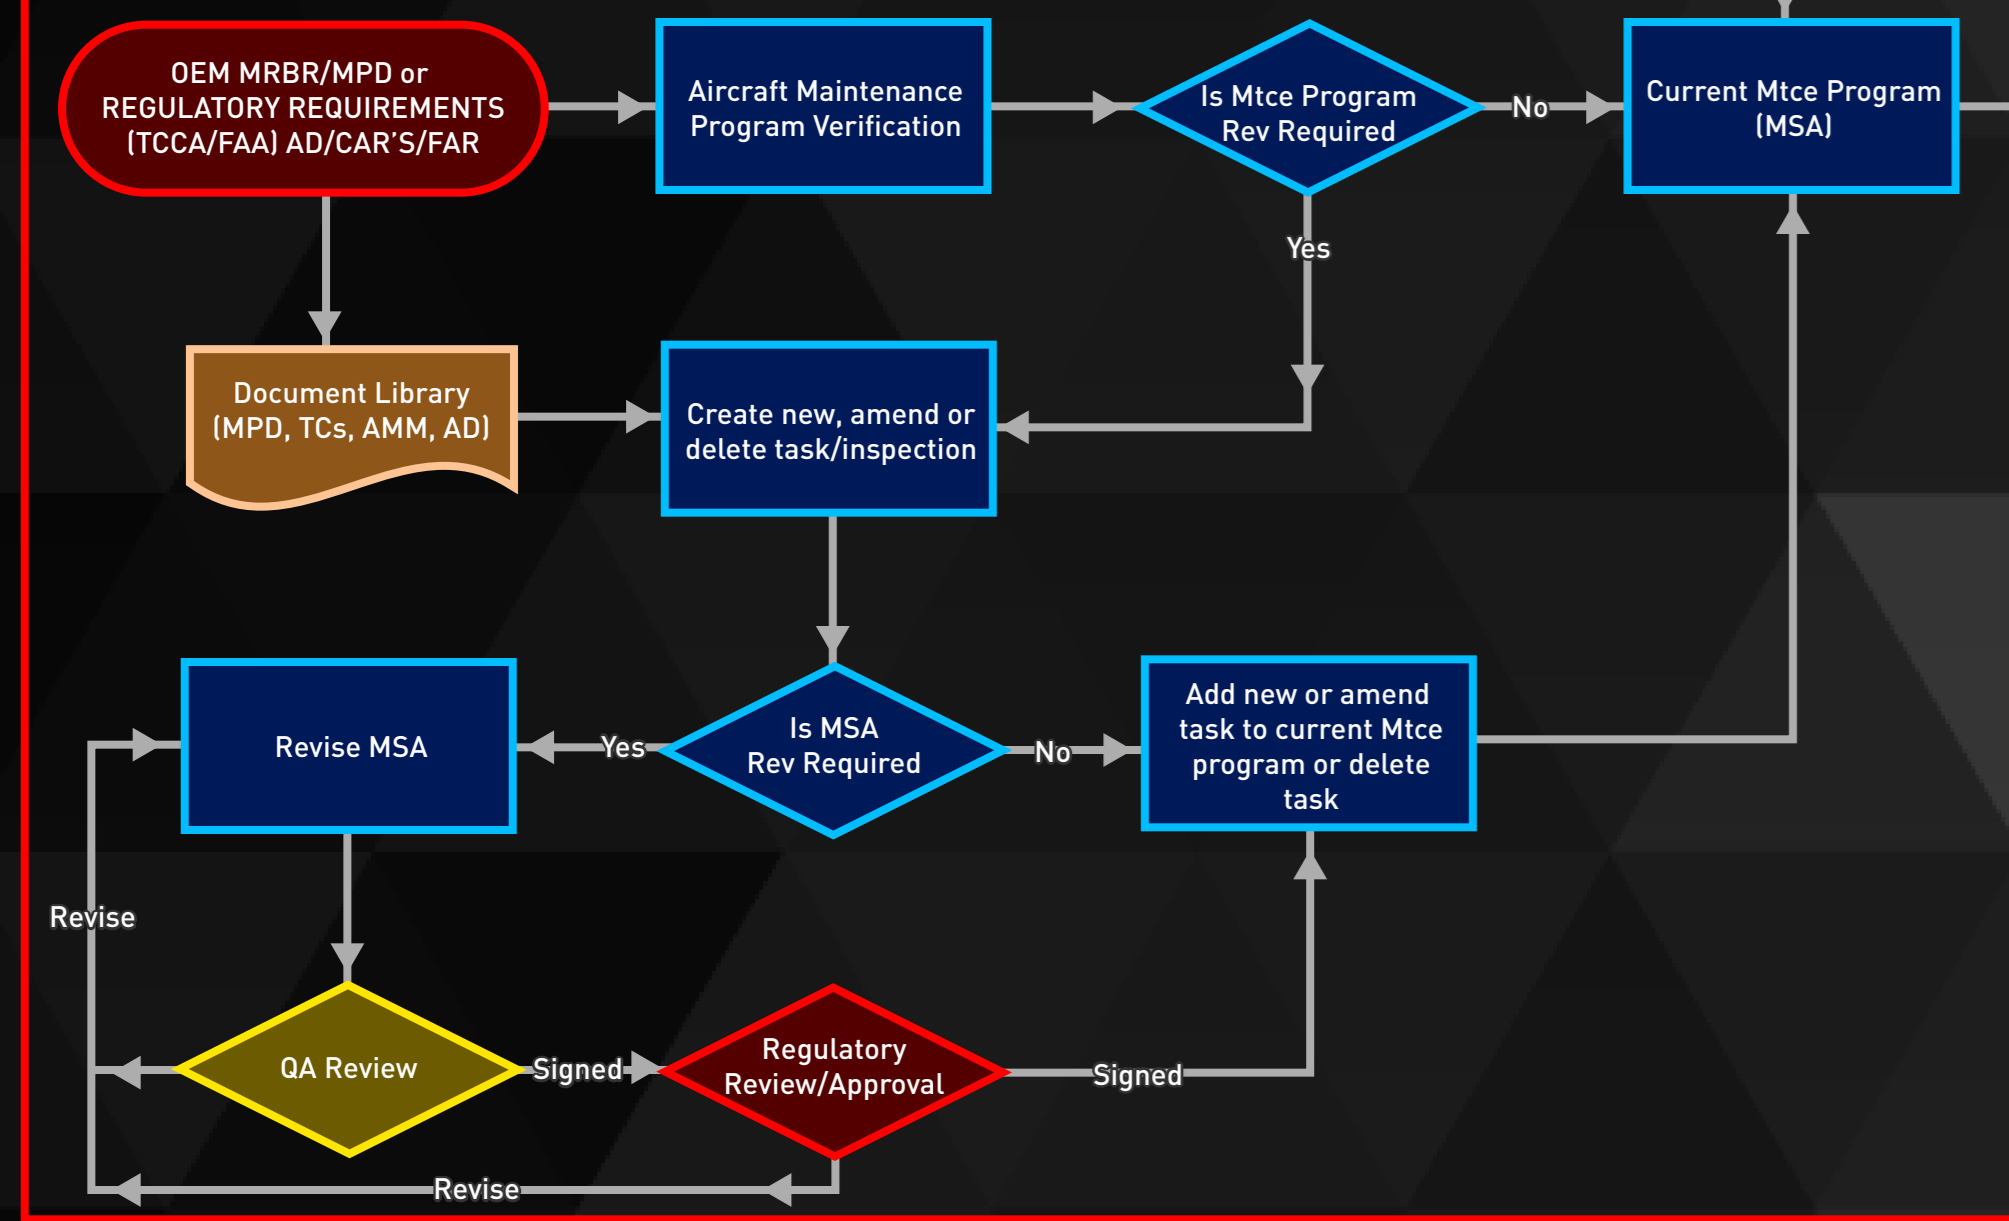 OEM MRBR/MPD or
REGULATORY REQUIREMENTS
(TCCA/FAA) AD/CAR'S/FAR
Aircraft Maintenance
Program Verification
Is Mtce Program
Rev Required
No
Current Mtce Program
(MSA)
Yes
Document Library
(MPD, TCs, AMM, AD)
Create new, amend or
delete task/inspection
Revise MSA
Yes
Is MSA
Rev Required
No
Add new or amend
task to current Mtce
program or delete
task
Revise
QA Review
Signed
Regulatory
Review/Approval
Signed
Revise